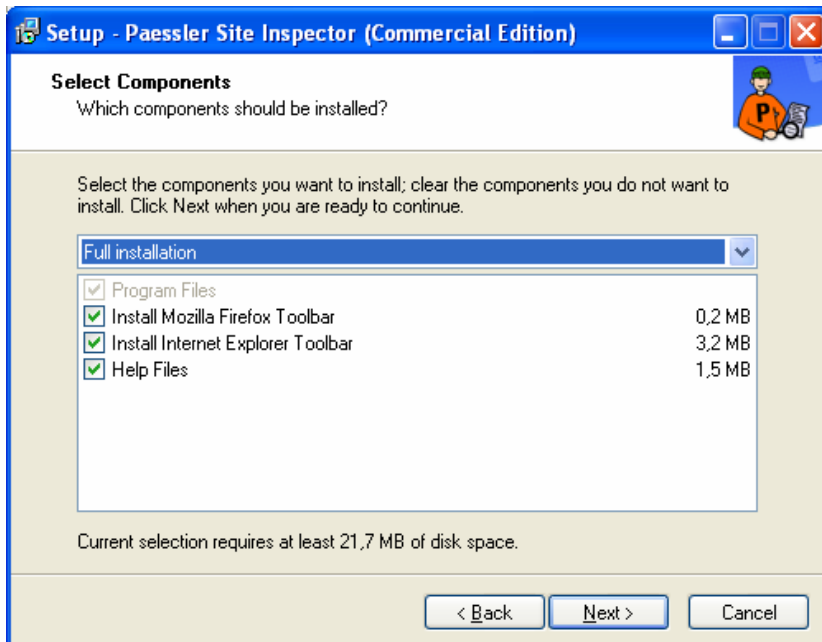 Setup - Paessler Site Inspector (Commercial Edition)
Select Components
Which components should be installed?
P
Select the components you want to install; clear the components you do not want to
install. Click Next when you are ready to continue.
Full installation
Program Files
Install Mozilla Firefox Toolbar 0,2 MB
Install Internet Explorer Toolbar 3,2 MB
Help Files 1,5 MB
Current selection requires at least 21,7 MB of disk space.
< Back Next > Cancel